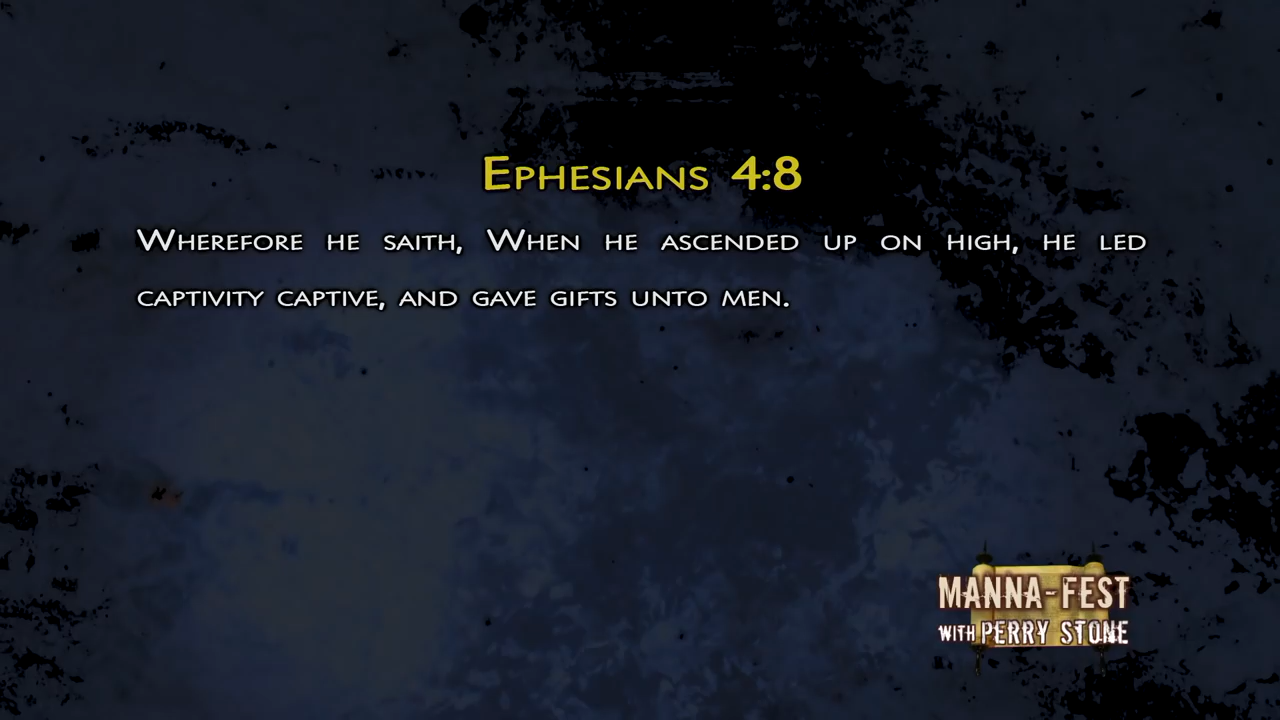 Ephesians 4:8
Wherefore he saith, When he ascended up on high, he led
captivity captive, and gave gifts unto men.
MANNA-FEST
WITH PERRY STONE